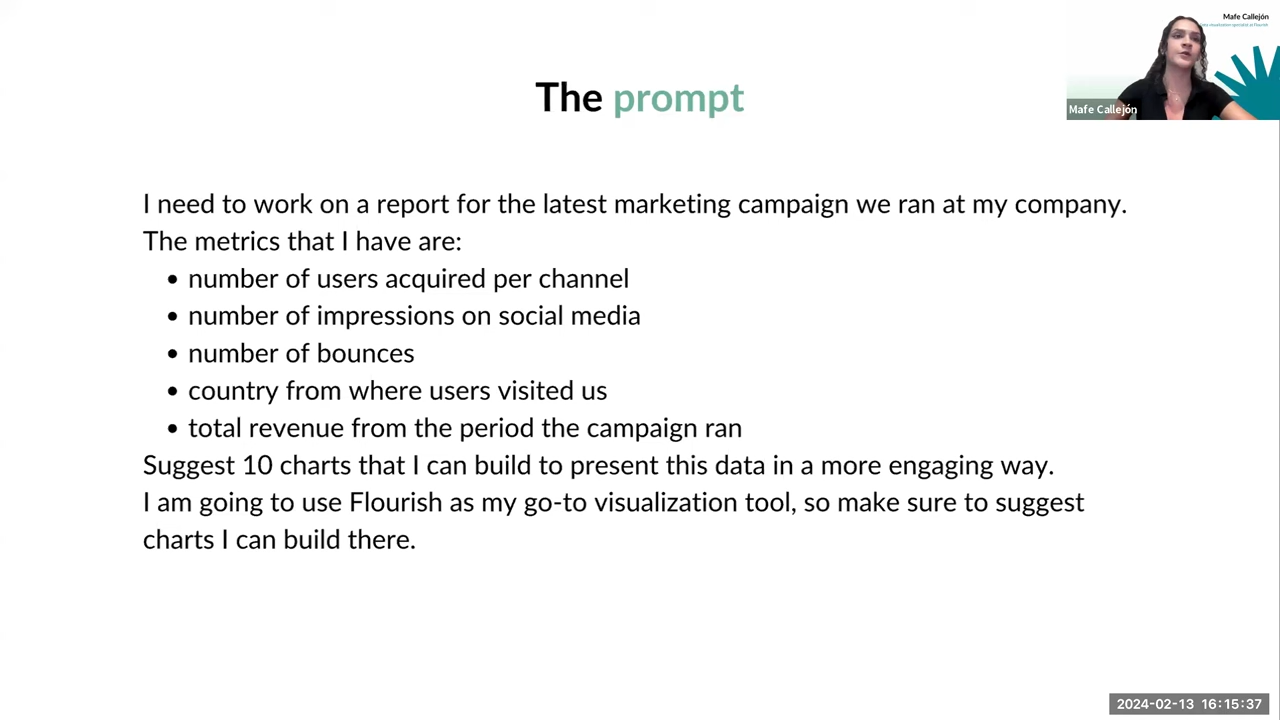 Mafe Callejón
data visualization specialist at Flourish
Mafe Callejón
The prompt
I need to work on a report for the latest marketing campaign we ran at my company.
The metrics that I have are:
• number of users acquired per channel
• number of impressions on social media
• number of bounces
• country from where users visited us
• total revenue from the period the campaign ran
Suggest 10 charts that I can build to present this data in a more engaging way.
I am going to use Flourish as my go-to visualization tool, so make sure to suggest
charts I can build there.
2024-02-13 16:15:37